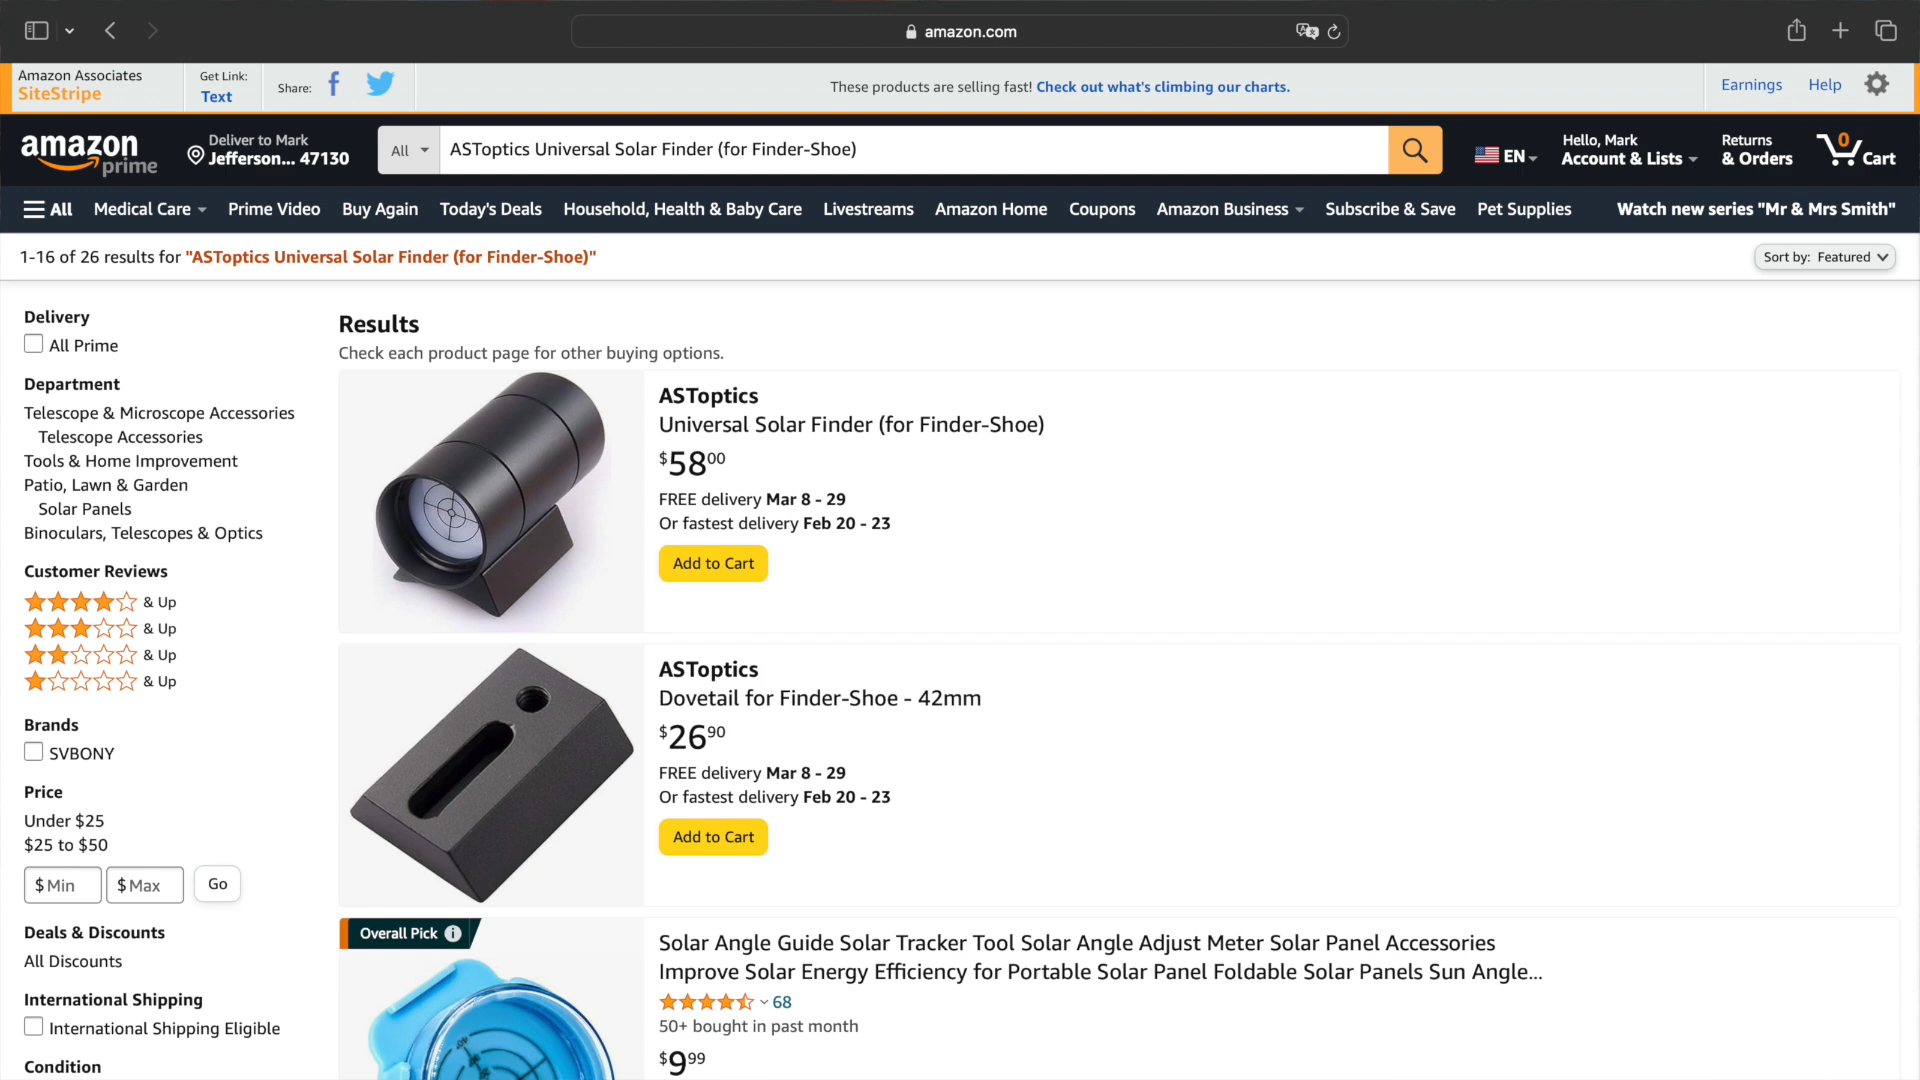 amazon.com
Amazon Associates
SiteStripe
Get Link:
Text
Share:
These products are selling fast! Check out what's climbing our charts.
Earnings
Help
amazon
prime
Deliver to Mark
Jefferson... 47130
All
ASToptics Universal Solar Finder (for Finder-Shoe)
EN
Hello, Mark
Account & Lists
Returns
& Orders
0
Cart
All
Medical Care
Prime Video
Buy Again
Today's Deals
Household, Health & Baby Care
Livestreams
Amazon Home
Coupons
Amazon Business
Subscribe & Save
Pet Supplies
Watch new series "Mr & Mrs Smith"
1-16 of 26 results for "ASToptics Universal Solar Finder (for Finder-Shoe)"
Sort by: Featured
Delivery
All Prime
Department
Telescope & Microscope Accessories
Telescope Accessories
Tools & Home Improvement
Patio, Lawn & Garden
Solar Panels
Binoculars, Telescopes & Optics
Customer Reviews
& Up
& Up
& Up
& Up
Brands
SVBONY
Price
Under $25
$25 to $50
$ Min
$ Max
Go
Deals & Discounts
All Discounts
International Shipping
International Shipping Eligible
Condition
Results
Check each product page for other buying options.
ASToptics
Universal Solar Finder (for Finder-Shoe)
$5800
FREE delivery Mar 8 - 29
Or fastest delivery Feb 20 - 23
Add to Cart
ASToptics
Dovetail for Finder-Shoe - 42mm
$2690
FREE delivery Mar 8 - 29
Or fastest delivery Feb 20 - 23
Add to Cart
Overall Pick
Solar Angle Guide Solar Tracker Tool Solar Angle Adjust Meter Solar Panel Accessories
Improve Solar Energy Efficiency for Portable Solar Panel Foldable Solar Panels Sun Angle...
68
50+ bought in past month
$999